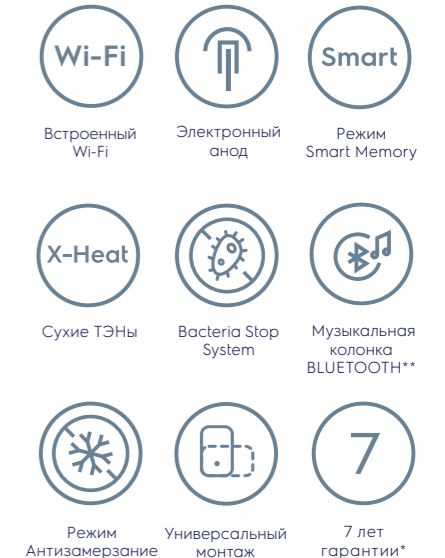 Wi-Fi
Встроенный
Wi-Fi
Электронный
анод
Smart
Режим
Smart Memory
X-Heat
Сухие ТЭНы
Bacteria Stop
System
Музыкальная
колонка
BLUETOOTH**
Режим
Антизамерзание
Универсальный
монтаж
7
7 лет
гарантии*